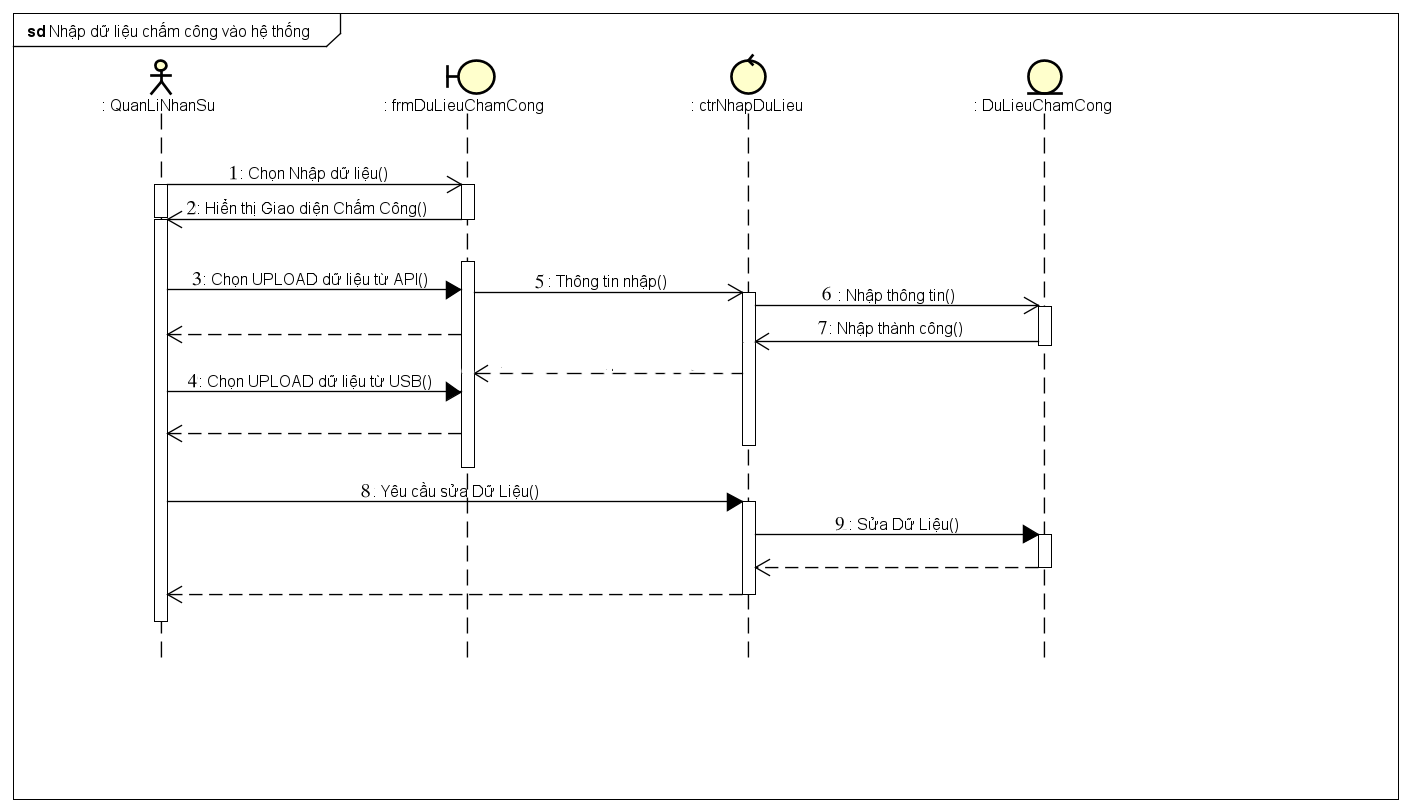 sd Nhập dữ liệu chấm công vào hệ thống
: QuanLiNhanSu
: frmDuLieuChamCong
: ctrNhapDuLieu
: DuLieuChamCong
1: Chọn Nhập dữ liệu()
2: Hiển thị Giao diện Chấm Công()
3: Chọn UPLOAD dữ liệu từ API()
5: Thông tin nhập()
6: Nhập thông tin()
7: Nhập thành công()
4: Chọn UPLOAD dữ liệu từ USB()
8. Yêu cầu sửa Dữ Liệu()
9: Sửa Dữ Liệu()